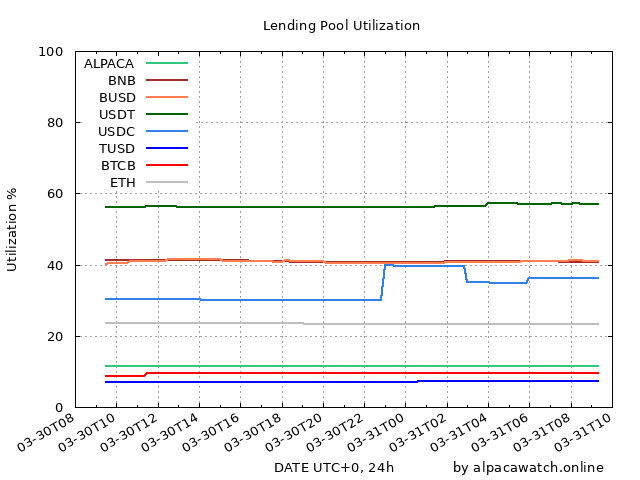 Lending Pool Utilization
100
80
60
40
20
0
Utilization %
ALPACA
BNB
BUSD
USDT
USDC
TUSD
BTCB
ETH
03-30T08
03-30T10
03-30T12
03-30T14
03-30T16
03-30T18
03-30T20
03-30T22
03-31T00
03-31T02
03-31T04
03-31T06
03-31T08
03-31T10
DATE UTC+0, 24h
by alpacawatch.online